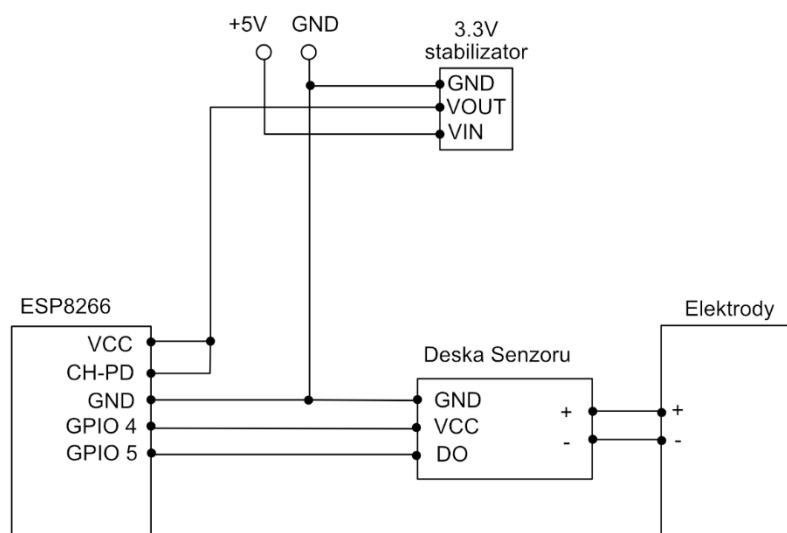 +5V GND
3.3V
stabilizator
GND
VOUT
VIN
ESP8266
VCC
CH-PD
GND
GPIO 4
GPIO 5
Deska Senzoru
GND
VCC
DO
+
-
Elektrody
+
-